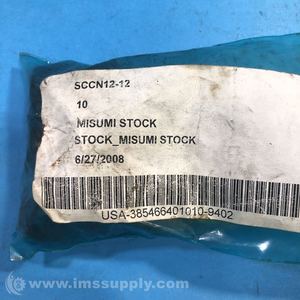 SCCN12-12
10
MISUMI STOCK
STOCK_MISUMI STOCK
6/27/2008
USA-385466401010-9402
© www.imssupply.com